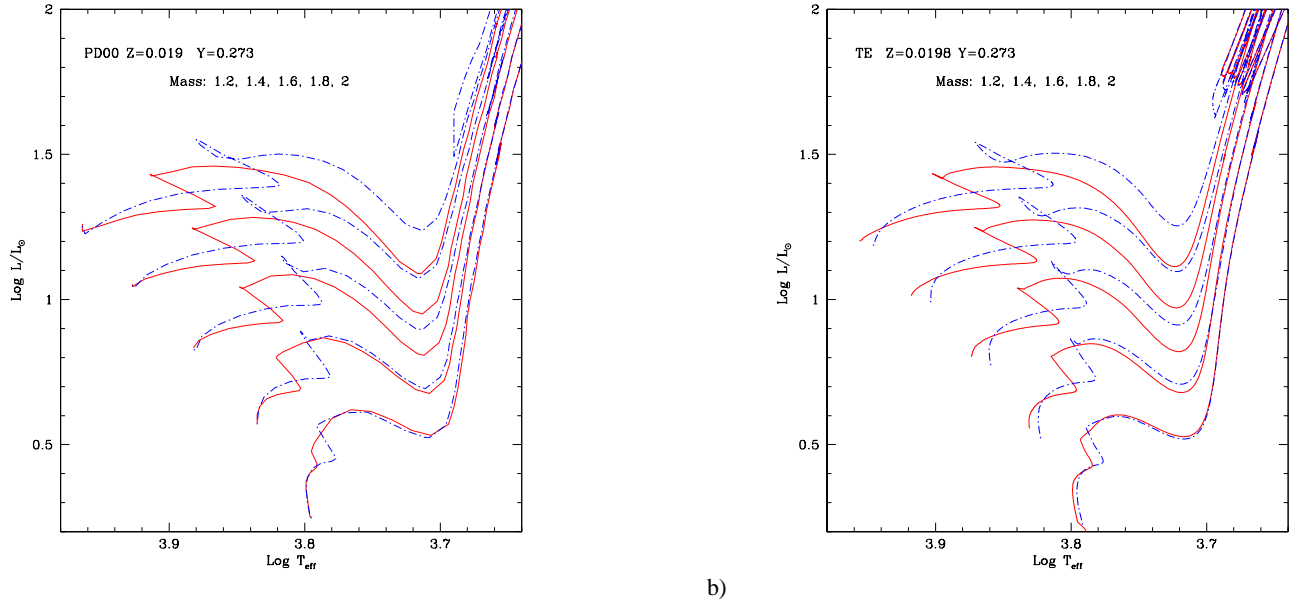 2
PD00 Z=0.019 Y=0.273
Mass: 1.2, 1.4, 1.6, 1.8, 2
1.5
Log L/L⊙
1
0.5
3.9
3.8
3.7
Log T_eff
b)
2
TE Z=0.0198 Y=0.273
Mass: 1.2, 1.4, 1.6, 1.8, 2
1.5
Log L/L⊙
1
0.5
3.9
3.8
3.7
Log T_eff